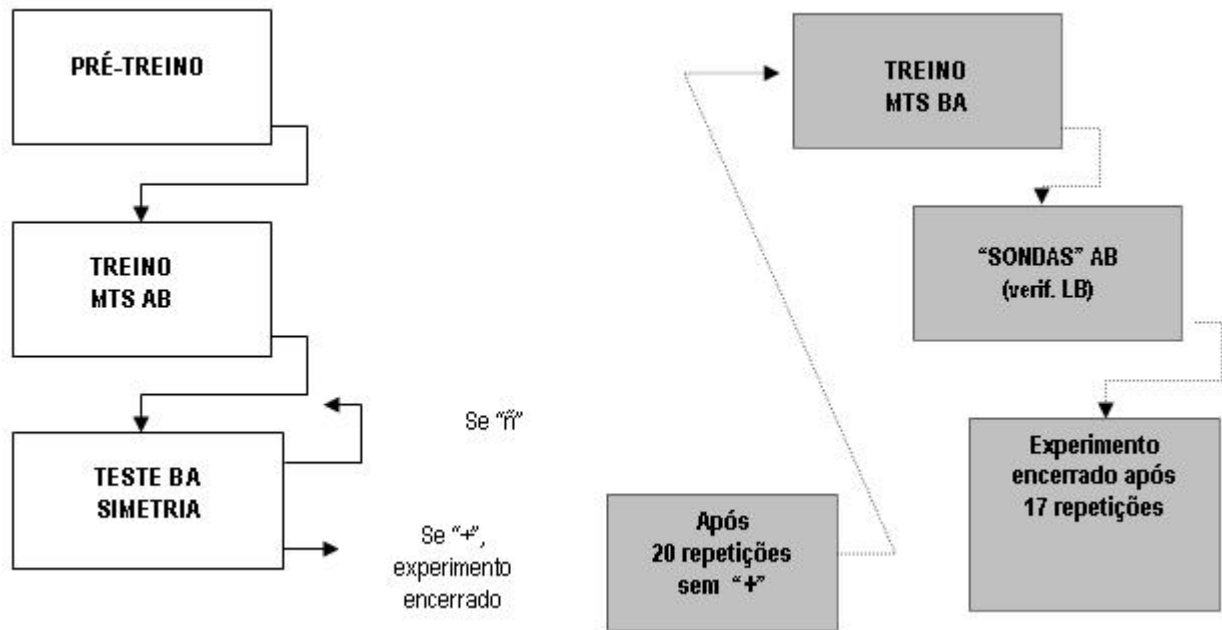 PRÉ-TREINO
TREINO
MTS AB
TESTE BA
SIMETRIA
Se “ñ”
Se “+”,
experimento
encerrado
Após
20 repetições
sem “+”
TREINO
MTS BA
“SONDAS” AB
(verif. LB)
Experimento
encerrado após
17 repetições